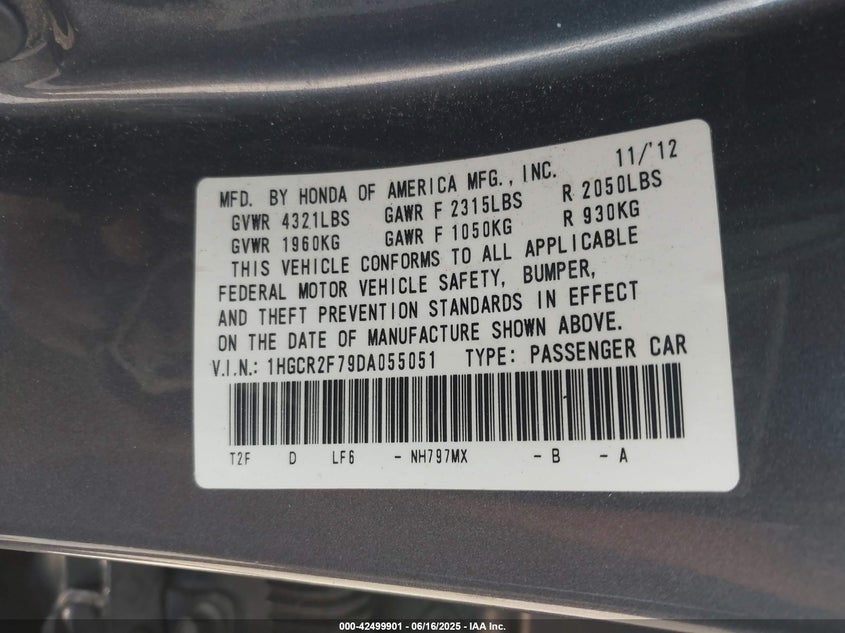 MFD. BY HONDA OF AMERICA MFG., INC. 11/'12
GVWR 4321LBS GAWR F 2315LBS R 2050LBS
GVWR 1960KG GAWR F 1050KG R 930KG
THIS VEHICLE CONFORMS TO ALL APPLICABLE
FEDERAL MOTOR VEHICLE SAFETY, BUMPER,
AND THEFT PREVENTION STANDARDS IN EFFECT
ON THE DATE OF MANUFACTURE SHOWN ABOVE.
V.I.N.: 1HGCR2F79DA055051 TYPE: PASSENGER CAR
T2F D LF6 - NH797MX - B - A
000-42499901 - 06/16/2025 - IAA Inc.